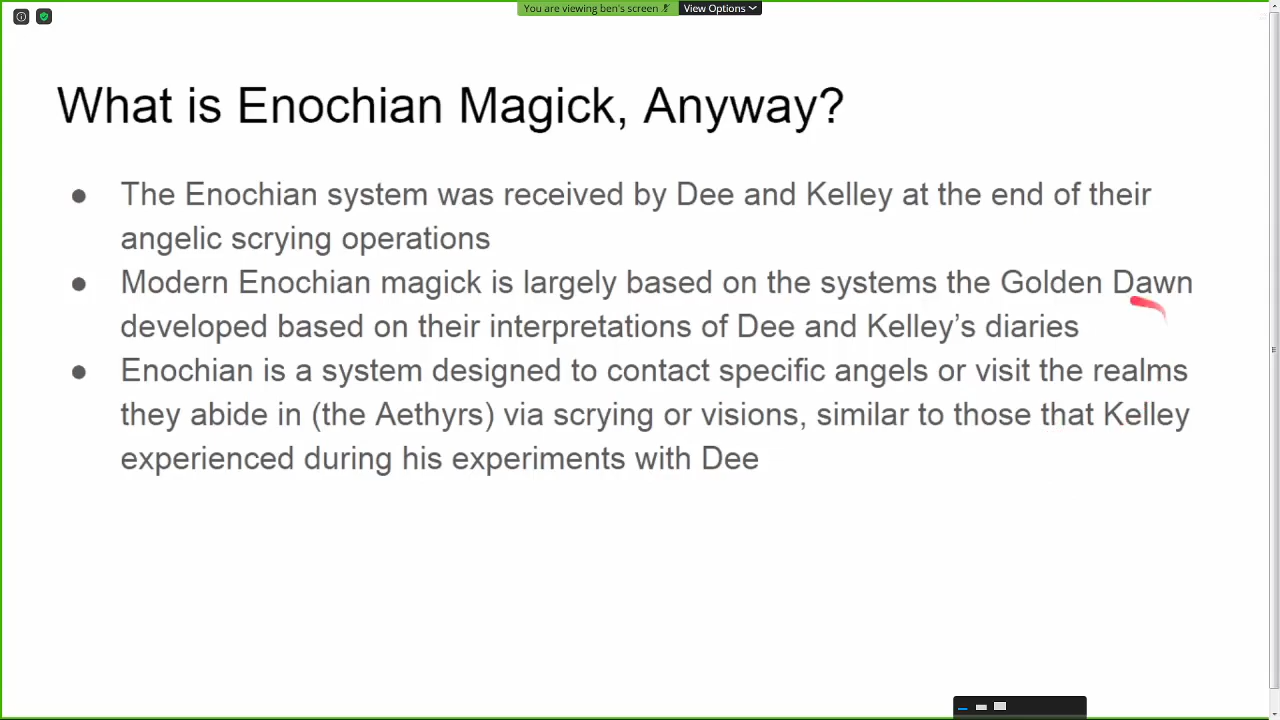 You are viewing ben's screen
View Options
What is Enochian Magick, Anyway?
● The Enochian system was received by Dee and Kelley at the end of their
angelic scrying operations
● Modern Enochian magick is largely based on the systems the Golden Dawn
developed based on their interpretations of Dee and Kelley's diaries
● Enochian is a system designed to contact specific angels or visit the realms
they abide in (the Aethyrs) via scrying or visions, similar to those that Kelley
experienced during his experiments with Dee